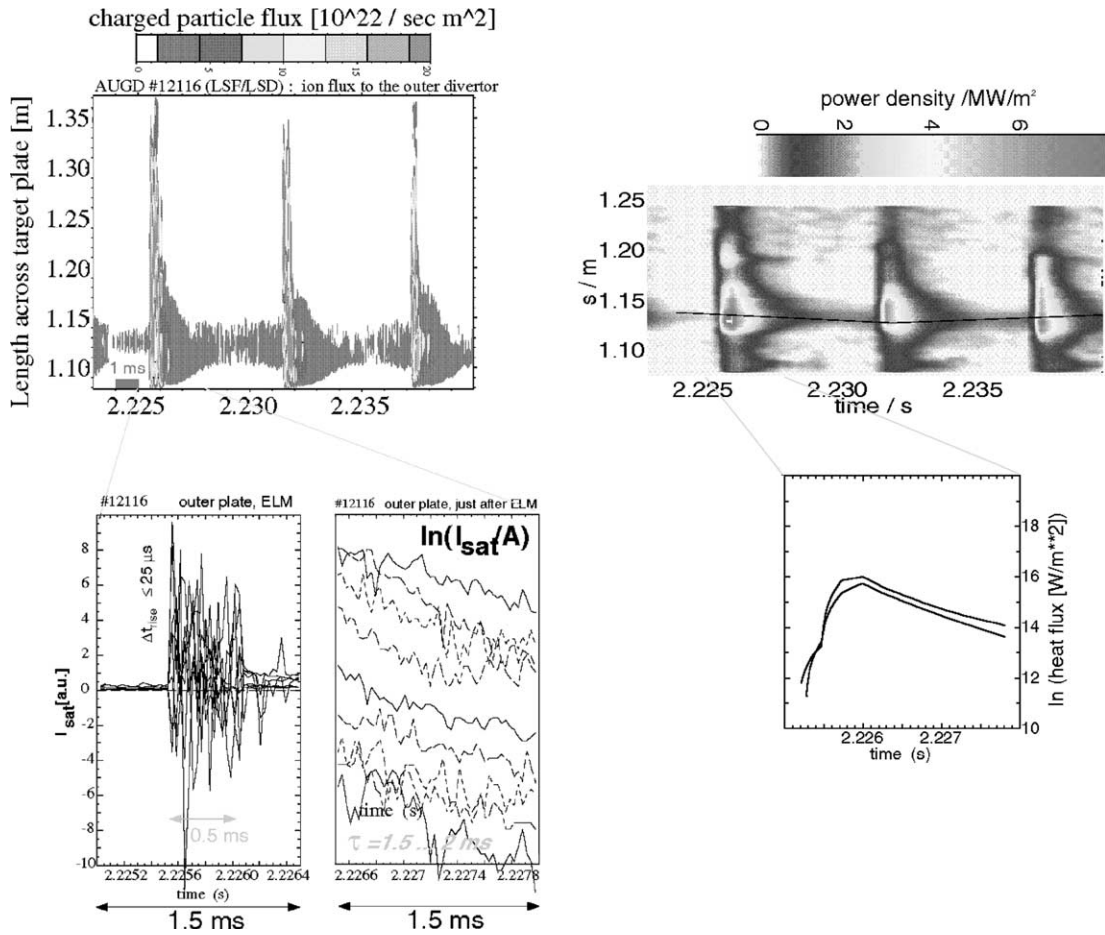 charged particle flux [10^22 / sec m^2]
0 5 10 15 20
AUGD #12116 (LSF/LSD) : ion flux to the outer divertor
Length across target plate [m]
1.35
1.30
1.25
1.20
1.15
1.10
1 ms
2.225 2.230 2.235
power density /MW/m²
0 2 4 6
s / m
1.25
1.20
1.15
1.10
2.225 2.230 2.235
time / s
#12116 outer plate, ELM
Δt_rise ≤ 25 μs
I_sat[a.u.]
8
6
4
2
0
-2
-4
-6
-8
-10
0.5 ms
2.2252 2.2256 2.2260 2.2264
time (s)
1.5 ms
#12116 outer plate, just after ELM
ln(I_sat/A)
time (s)
τ =1.5 ... 2 ms
2.2266 2.227 2.2274 2.2278
1.5 ms
ln (heat flux [W/m**2])
18
16
14
12
10
2.226 2.227
time (s)